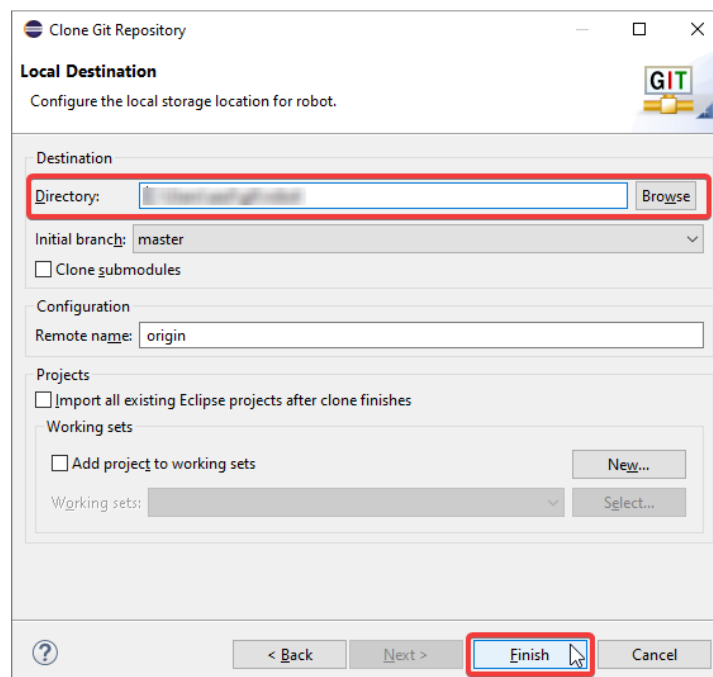 Clone Git Repository
Local Destination
GIT
Configure the local storage location for robot.
Destination
Directory: Browse
Initial branch: master
Clone submodules
Configuration
Remote name: origin
Projects
Import all existing Eclipse projects after clone finishes
Working sets
Add project to working sets New...
Working sets: Select...
? < Back Next > Finish Cancel